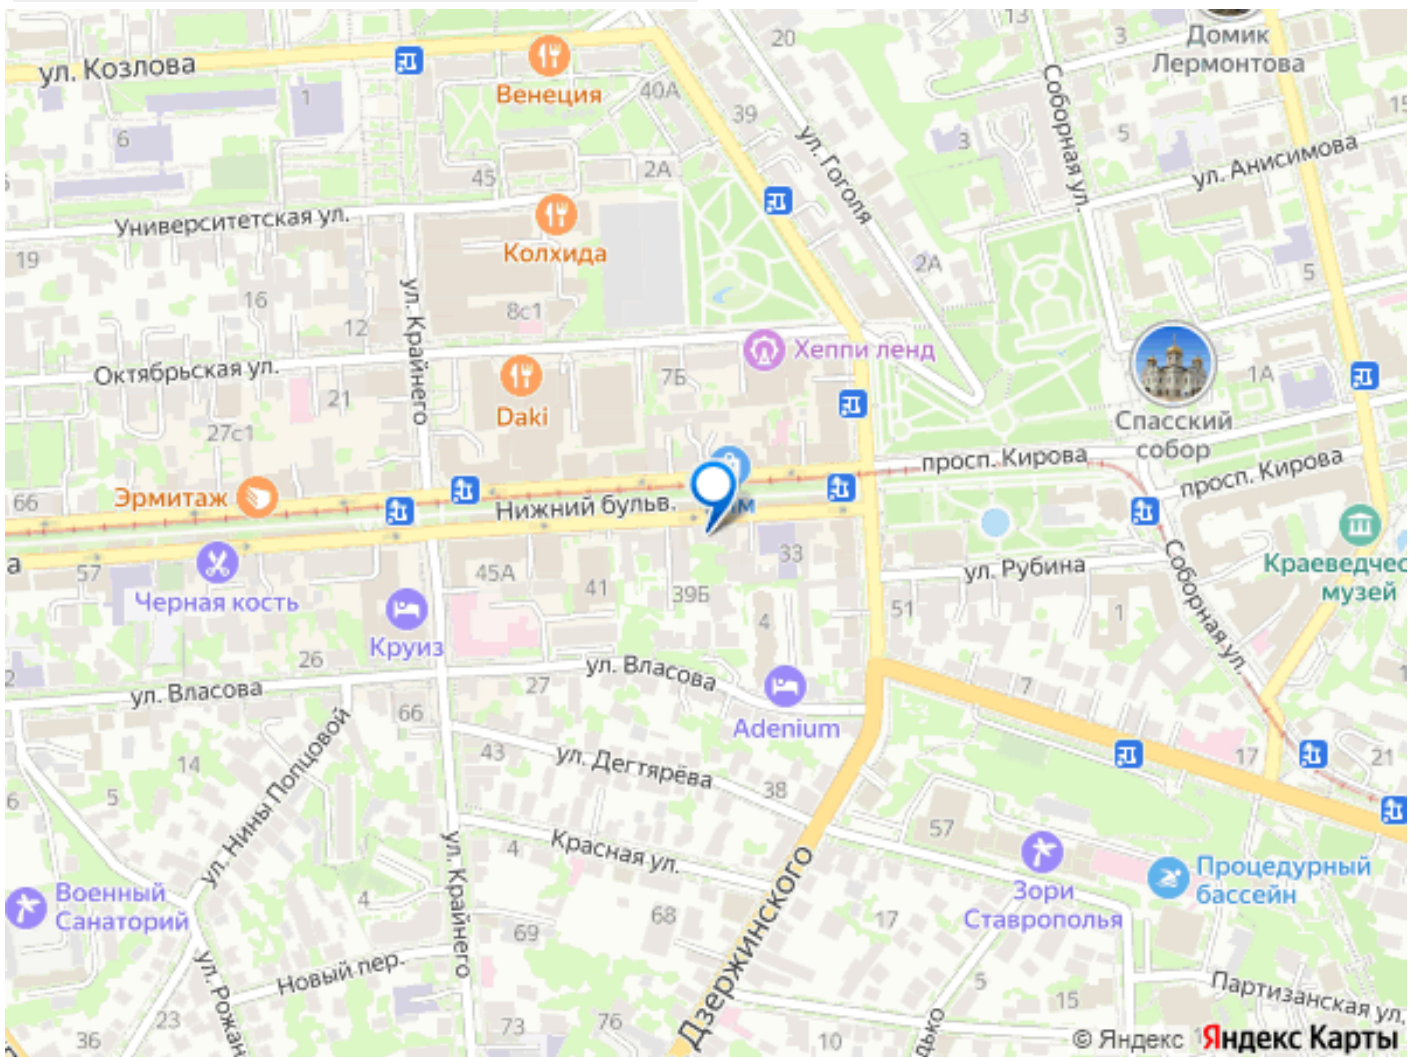 13
20
3
Домик
Лермонтова
ул. Козлова
Венеция
40А
1
39
6
Соборная ул.
3
5
15
ул. Гоголя
ул. Анисимова
45
2А
Университетская ул.
Колхида
19
2А
5
16
8с1
12
ул. Крайнего
Хеппи ленд
Октябрьская ул.
7Б
1А
21
Daki
Спасский
собор
27с1
просп. Кирова
просп. Кирова
66
Эрмитаж
Нижний бульв.
33
Краеведчес
музей
а
57
45А
41
39Б
ул. Рубина
Черная кость
51
1
Соборная ул.
4
Круиз
26
2
ул. Власова
ул. Власова
27
7
66
Adenium
43
17
21
14
ул. Дегтярёва
38
ул. Нины Попцовой
6
5
57
4
Красная ул.
ул. Крайнего
Зори
Ставрополья
Процедурный
бассейн
Военный
Санаторий
4
68
17
69
Дзержинского
Новый пер.
ул. Рожан
5
15
Партизанская ул.
23
36
73
76
10
дько
© Яндекс Яндекс Карты